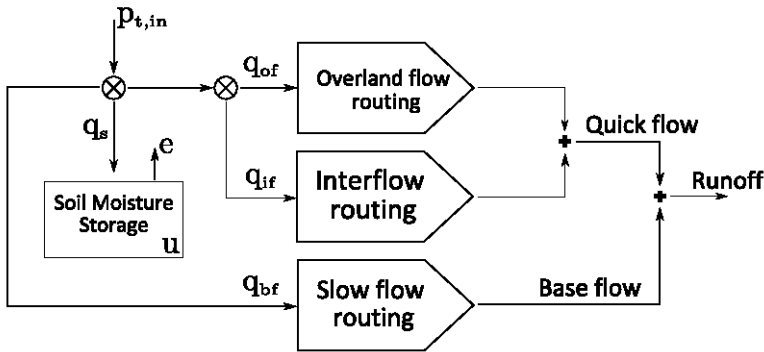 p_t,in
q_of
Overland flow
routing
q_s
e
Quick flow
Soil Moisture
Storage
u
q_if
Interflow
routing
Runoff
q_bf
Slow flow
routing
Base flow